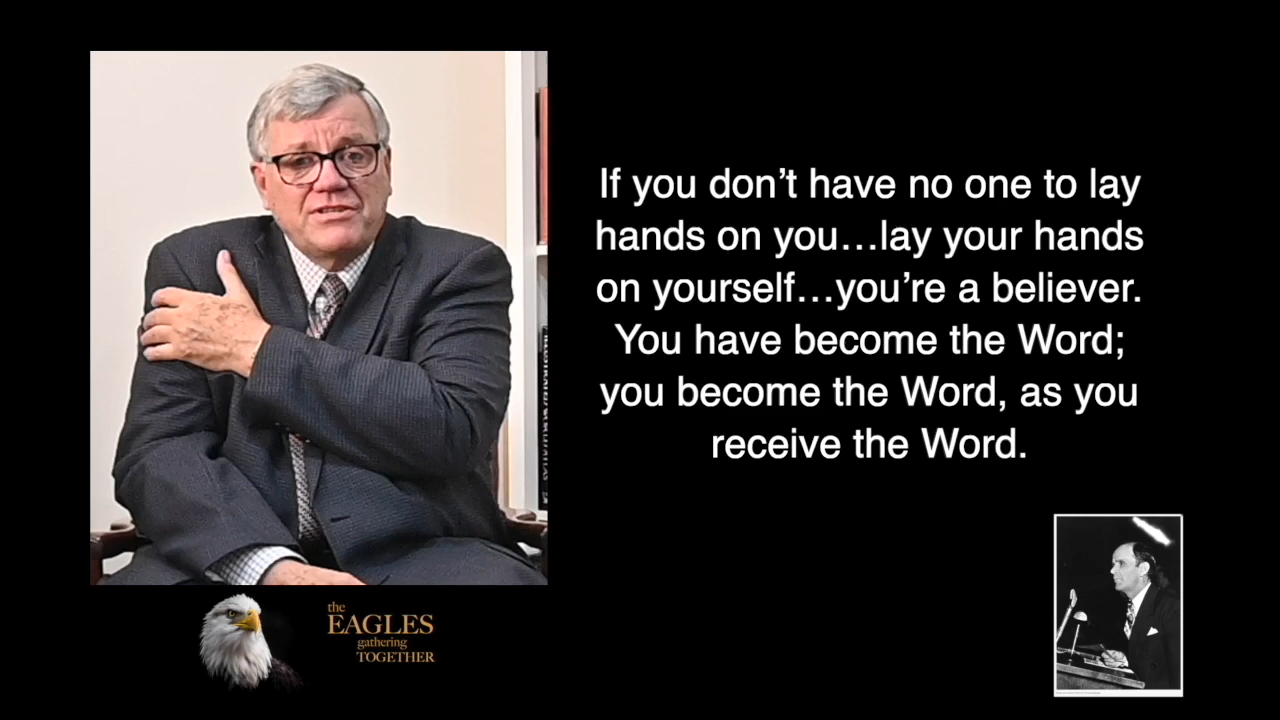 If you don’t have no one to lay
hands on you…lay your hands
on yourself…you’re a believer.
You have become the Word;
you become the Word, as you
receive the Word.
the
EAGLES
gathering
TOGETHER